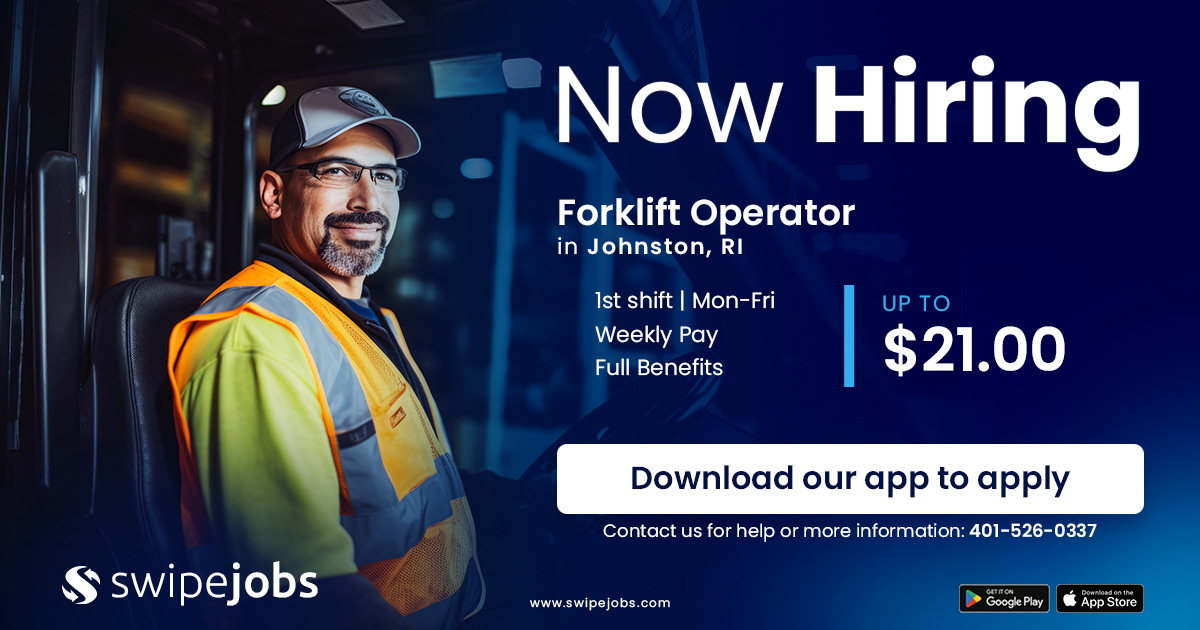 Now Hiring
Forklift Operator
in Johnston, RI
1st shift | Mon-Fri
Weekly Pay
Full Benefits
UP TO
$21.00
Download our app to apply
Contact us for help or more information: 401-526-0337
swipejobs
www.swipejobs.com
GET IT ON
Google Play
Download on the
App Store